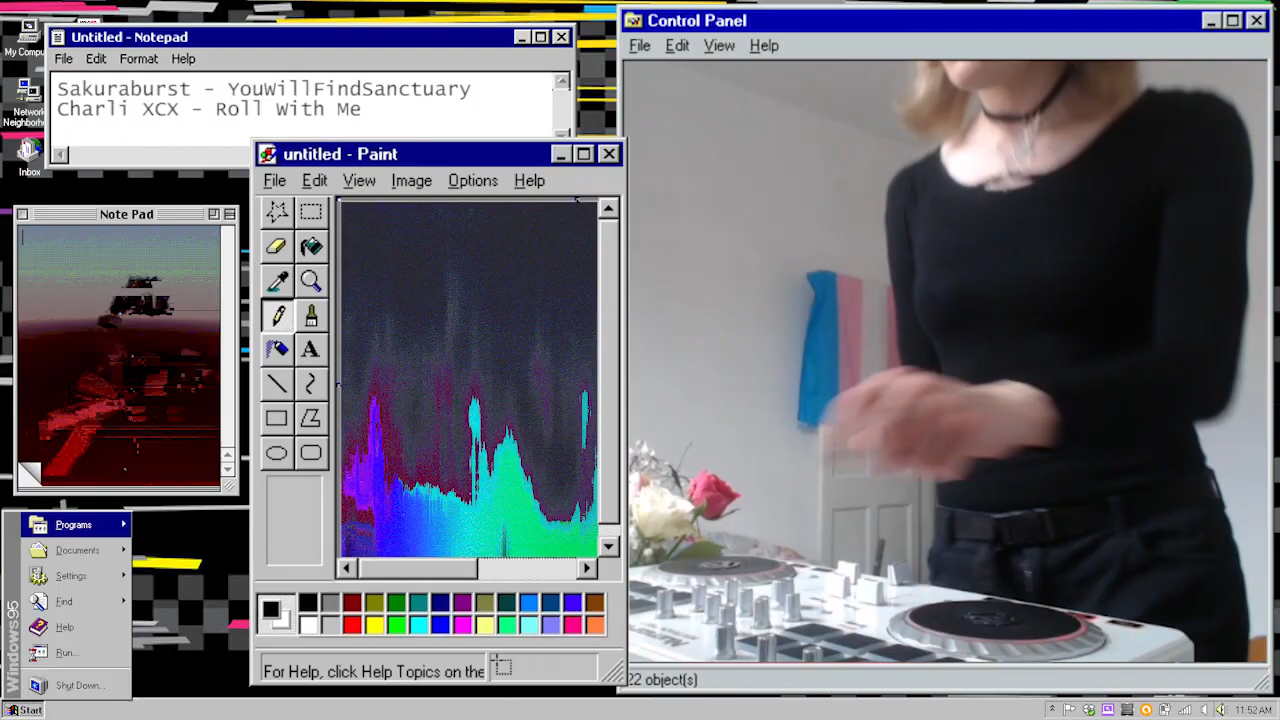 My Compu
Network
Neighborho
Inbox
Untitled - Notepad
File Edit Format Help
Sakuraburst - YouWillFindSanctuary
Charli XCX - Roll With Me
Note Pad
untitled - Paint
File Edit View Image Options Help
A
For Help, click Help Topics on the
Control Panel
File Edit View Help
22 object(s)
Windows95
Programs
Documents
Settings
Find
Help
Run...
Shut Down...
Start
11:52 AM